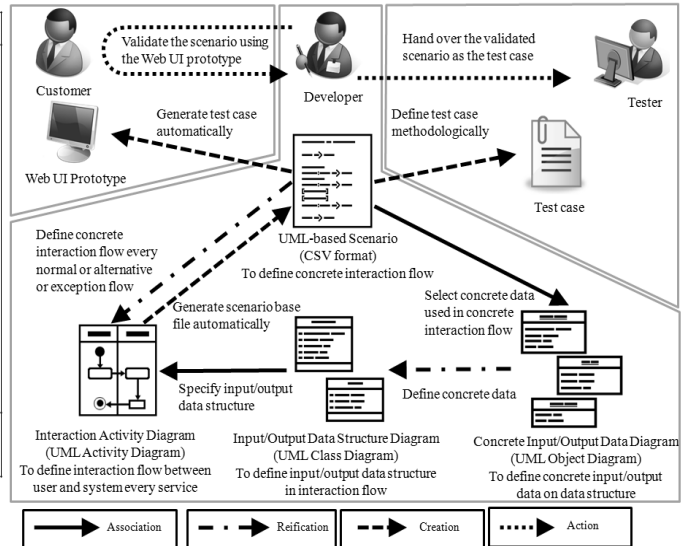 Validate the scenario using
the Web UI prototype
Hand over the validated
scenario as the test case
Customer
Developer
Tester
Generate test case
automatically
Define test case
methodologically
Web UI Prototype
Test case
UML-based Scenario
(CSV format)
To define concrete interaction flow
Define concrete
interaction flow every
normal or alternative
or exception flow
Generate scenario base
file automatically
Select concrete data
used in concrete
interaction flow
Specify input/output
data structure
Define concrete data
Interaction Activity Diagram
(UML Activity Diagram)
To define interaction flow between
user and system every service
Input/Output Data Structure Diagram
(UML Class Diagram)
To define input/output data structure
in interaction flow
Concrete Input/Output Data Diagram
(UML Object Diagram)
To define concrete input/output
data on data structure
Association
Reification
Creation
Action